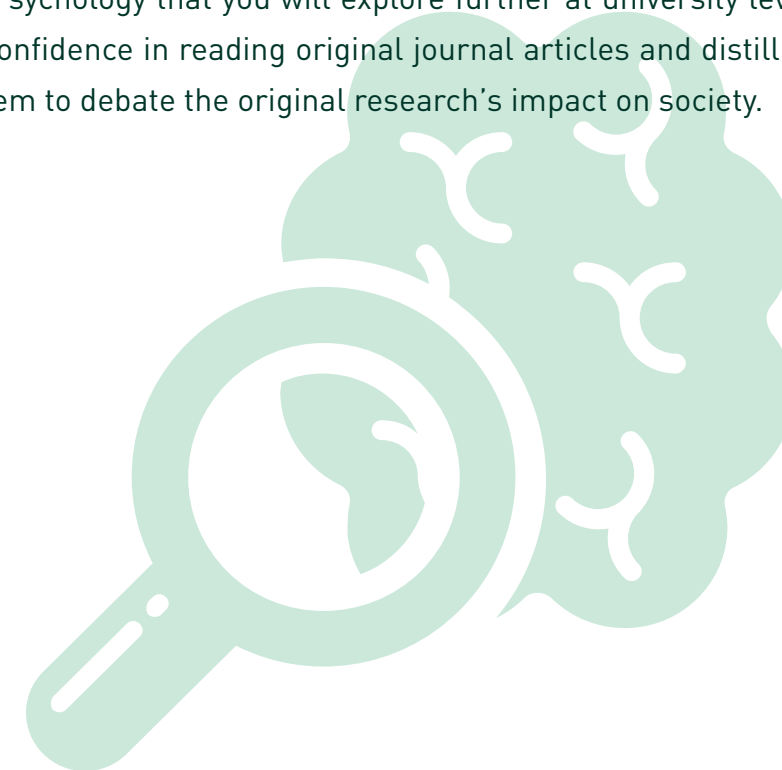 sychology that you will explore further at university lev
onfidence in reading original journal articles and distill
em to debate the original research's impact on society.